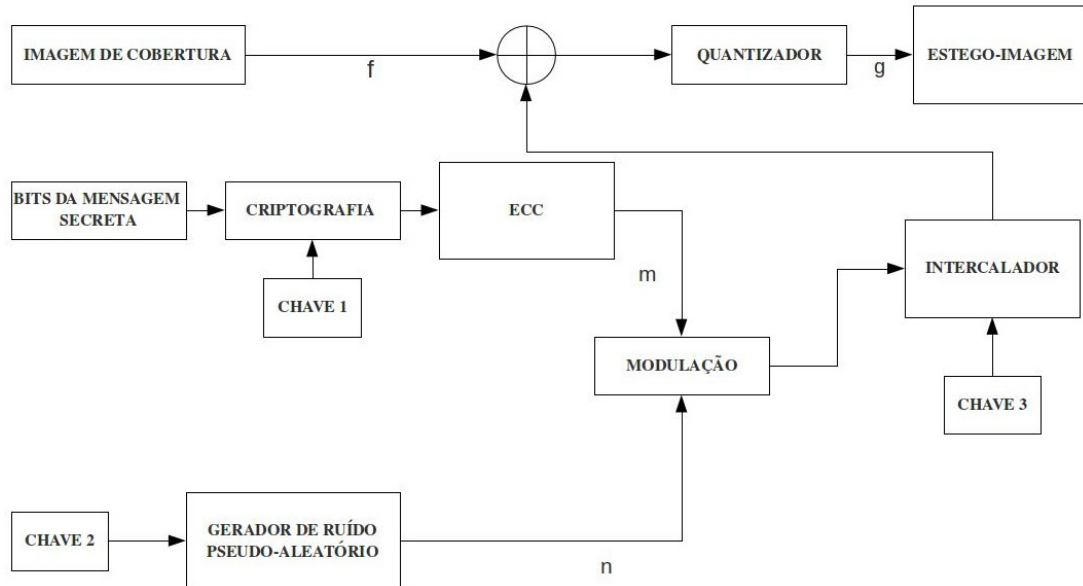 IMAGEM DE COBERTURA
f
QUANTIZADOR
g
ESTEGO-IMAGEM
BITS DA MENSAGEM
SECRETA
CRIPTOGRAFIA
ECC
CHAVE 1
m
INTERCALADOR
MODULAÇÃO
CHAVE 3
CHAVE 2
GERADOR DE RUÍDO
PSEUDO-ALEATÓRIO
n